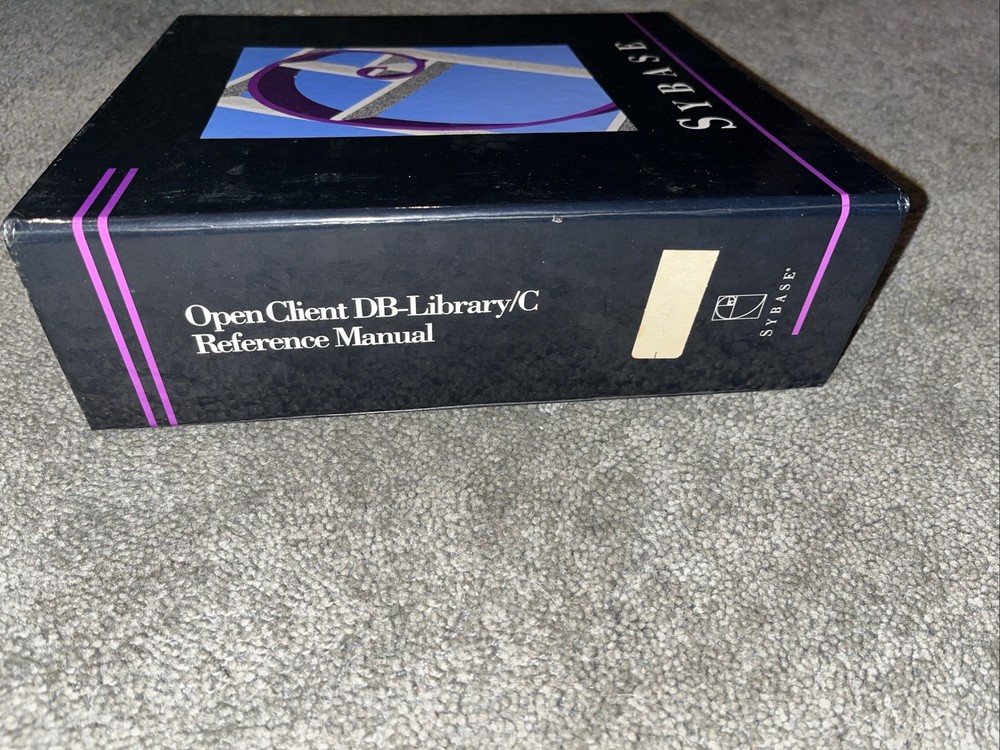 SYBASE
Open Client DB-Library/C
Reference Manual
SYBASE®